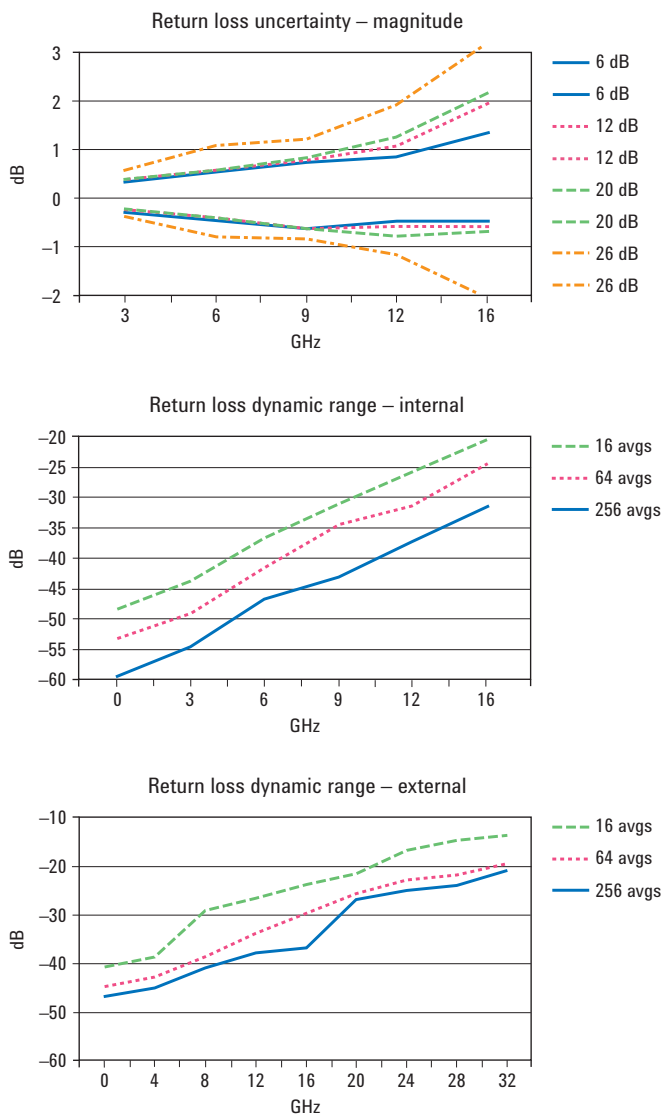 Return loss uncertainty – magnitude
3
2
1
0
–1
–2
dB
3 6 9 12 16
GHz
6 dB
6 dB
12 dB
12 dB
20 dB
20 dB
26 dB
26 dB
Return loss dynamic range – internal
–20
–25
–30
–35
–40
–45
–50
–55
–60
dB
0 3 6 9 12 16
GHz
16 avgs
64 avgs
256 avgs
Return loss dynamic range – external
–10
–20
–30
–40
–50
–60
dB
0 4 8 12 16 20 24 28 32
GHz
16 avgs
64 avgs
256 avgs